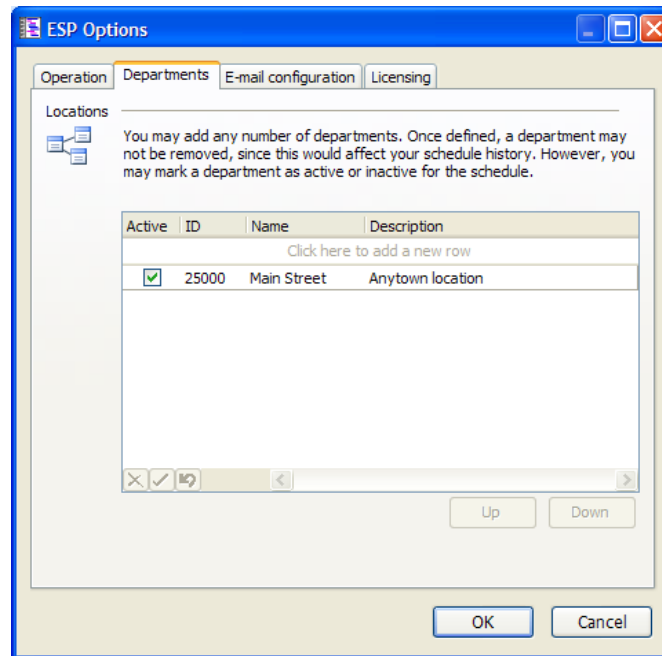 ESP Options
Operation Departments E-mail configuration Licensing
Locations
You may add any number of departments. Once defined, a department may
not be removed, since this would affect your schedule history. However, you
may mark a department as active or inactive for the schedule.
Active ID Name Description
Click here to add a new row
25000 Main Street Anytown location
Up Down
OK Cancel